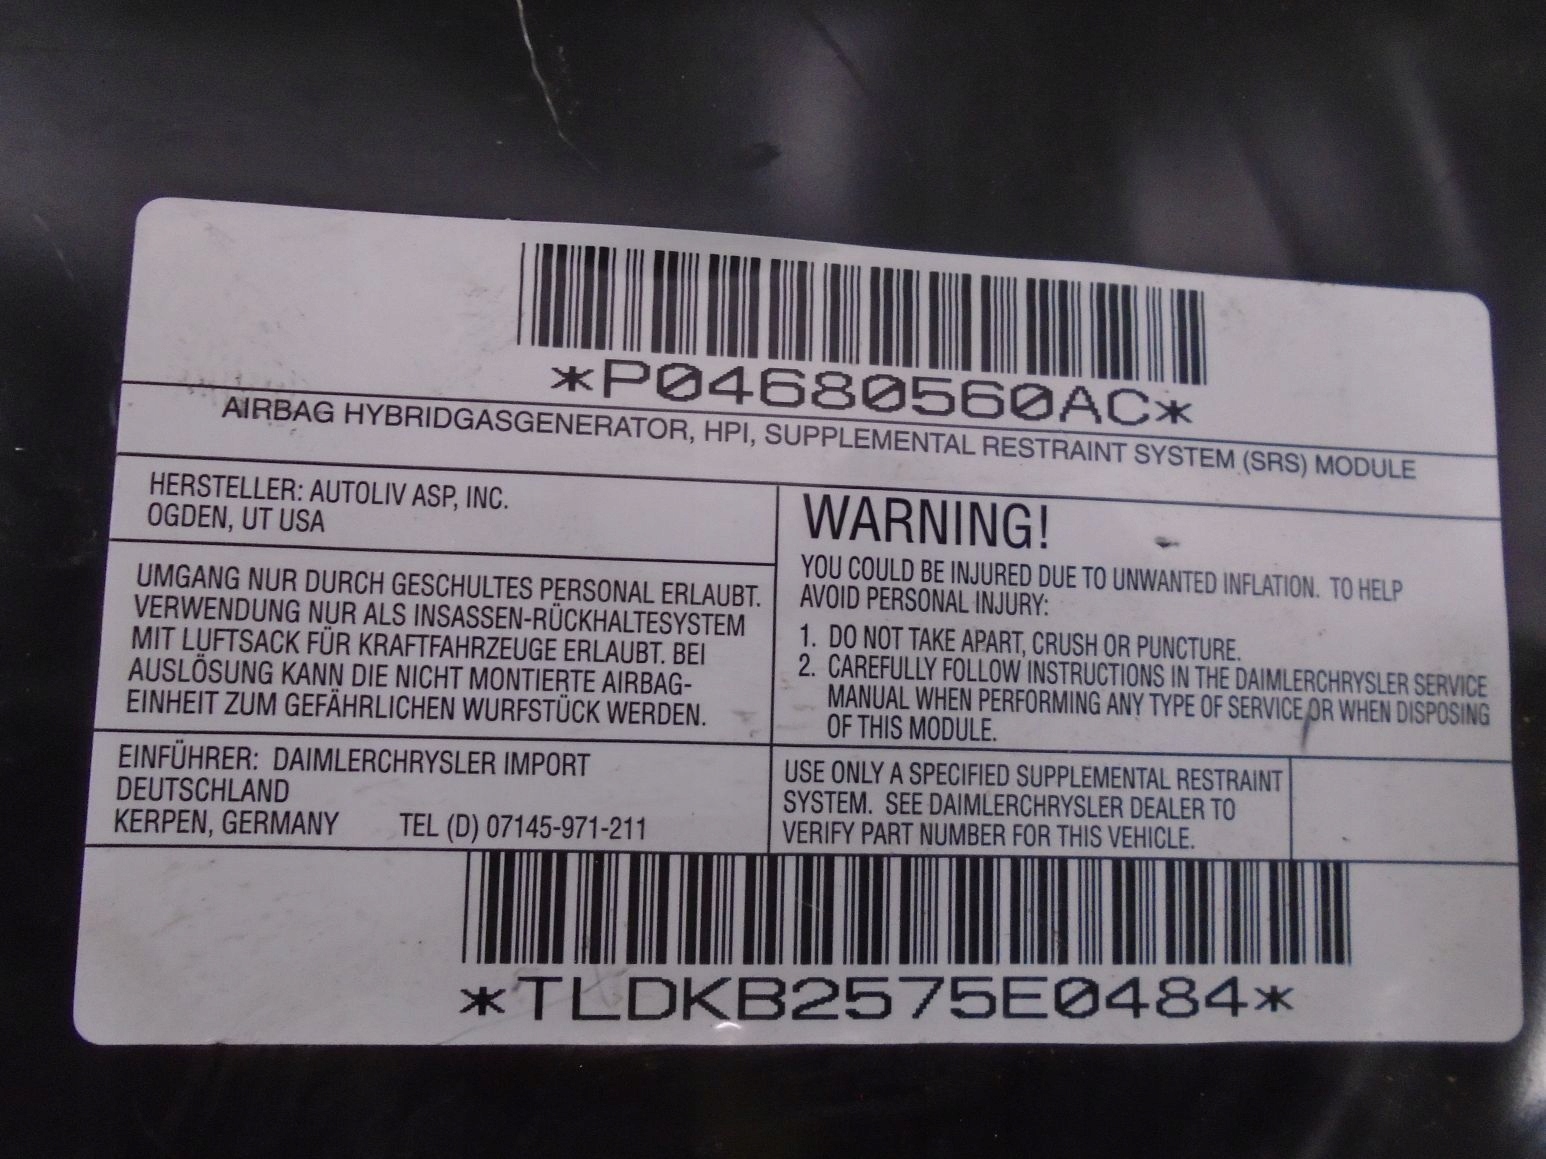 *P04680560AC*
AIRBAG HYBRIDGASGENERATOR, HPI, SUPPLEMENTAL RESTRAINT SYSTEM (SRS) MODULE
HERSTELLER: AUTOLIV ASP, INC.
OGDEN, UT USA
UMGANG NUR DURCH GESCHULTES PERSONAL ERLAUBT.
VERWENDUNG NUR ALS INSASSEN-RÜCKHALTESYSTEM
MIT LUFTSACK FÜR KRAFTFAHRZEUGE ERLAUBT. BEI
AUSLÖSUNG KANN DIE NICHT MONTIERTE AIRBAG-
EINHEIT ZUM GEFÄHRLICHEN WURFSTÜCK WERDEN.
EINFÜHRER: DAIMLERCHRYSLER IMPORT
DEUTSCHLAND
KERPEN, GERMANY TEL (D) 07145-971-211
WARNING!
YOU COULD BE INJURED DUE TO UNWANTED INFLATION. TO HELP
AVOID PERSONAL INJURY:
1. DO NOT TAKE APART, CRUSH OR PUNCTURE.
2. CAREFULLY FOLLOW INSTRUCTIONS IN THE DAIMLERCHRYSLER SERVICE
MANUAL WHEN PERFORMING ANY TYPE OF SERVICE OR WHEN DISPOSING
OF THIS MODULE.
USE ONLY A SPECIFIED SUPPLEMENTAL RESTRAINT
SYSTEM. SEE DAIMLERCHRYSLER DEALER TO
VERIFY PART NUMBER FOR THIS VEHICLE.
*TLDKB2575E0484*